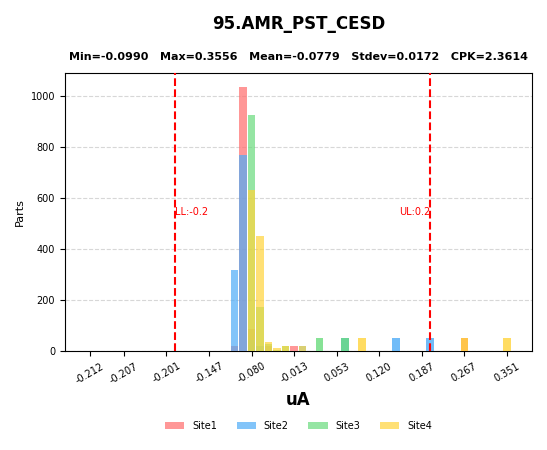 95.AMR_PST_CESD
Min=-0.0990 Max=0.3556 Mean=-0.0779 Stdev=0.0172 CPK=2.3614
1000
800
600
400
200
0
Parts
LL:-0.2
UL:0.2
-0.212 -0.207 -0.201 -0.147 -0.080 -0.013 0.053 0.120 0.187 0.267 0.351
uA
Site1 Site2 Site3 Site4